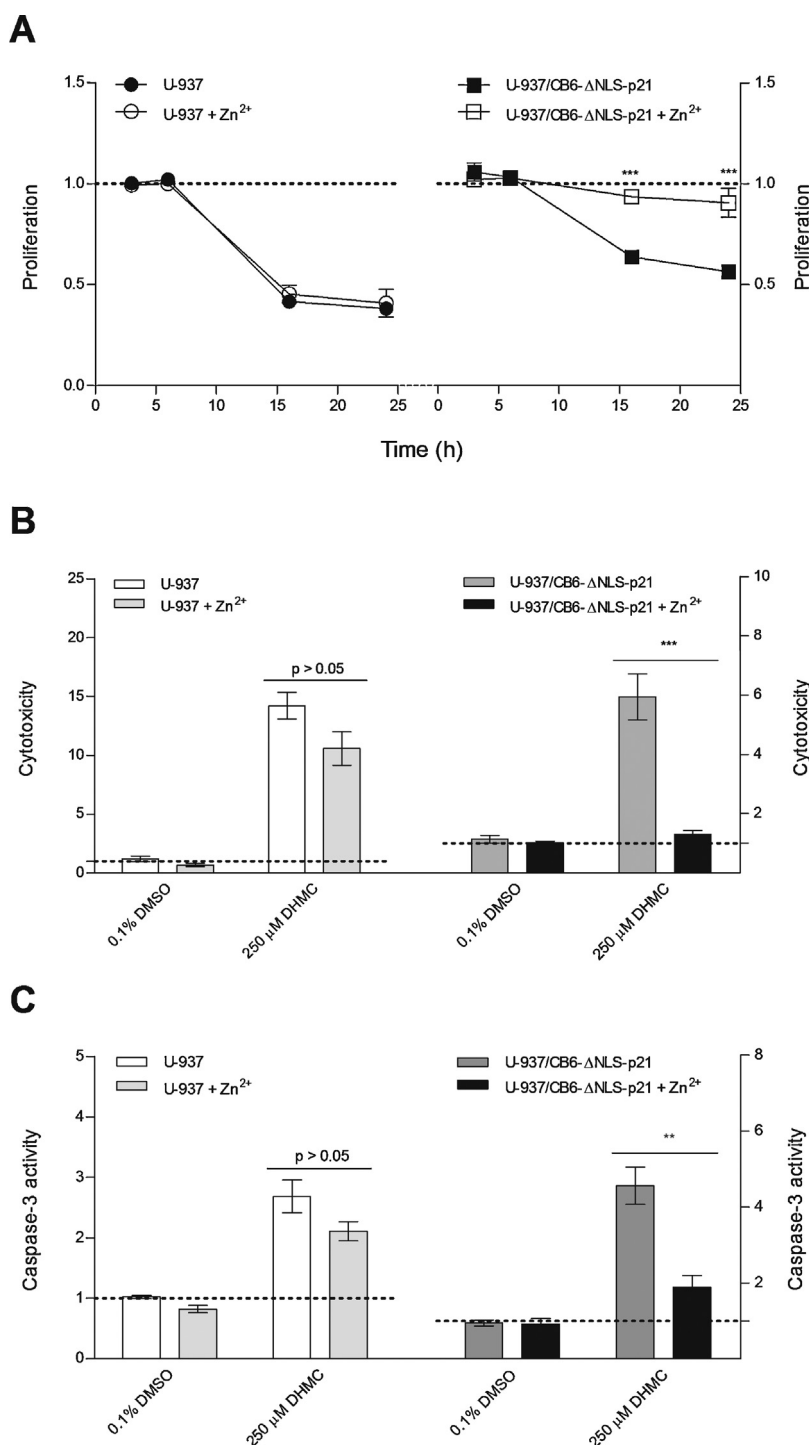 A
U-937
U-937 + Zn²⁺
U-937/CB6-ΔNLS-p21
U-937/CB6-ΔNLS-p21 + Zn²⁺
Proliferation
1.5
1.0
0.5
0.0
0 5 10 15 20 25
*** ***
0 5 10 15 20 25
1.5
1.0
0.5
0.0
Proliferation
Time (h)
B
U-937
U-937 + Zn²⁺
U-937/CB6-ΔNLS-p21
U-937/CB6-ΔNLS-p21 + Zn²⁺
Cytotoxicity
25
20
15
10
5
0
p > 0.05
***
10
8
6
4
2
Cytotoxicity
0.1% DMSO
250 μM DHMC
0.1% DMSO
250 μM DHMC
C
U-937
U-937 + Zn²⁺
U-937/CB6-ΔNLS-p21
U-937/CB6-ΔNLS-p21 + Zn²⁺
Caspase-3 activity
5
4
3
2
1
0
p > 0.05
**
8
6
4
2
Caspase-3 activity
0.1% DMSO
250 μM DHMC
0.1% DMSO
250 μM DHMC